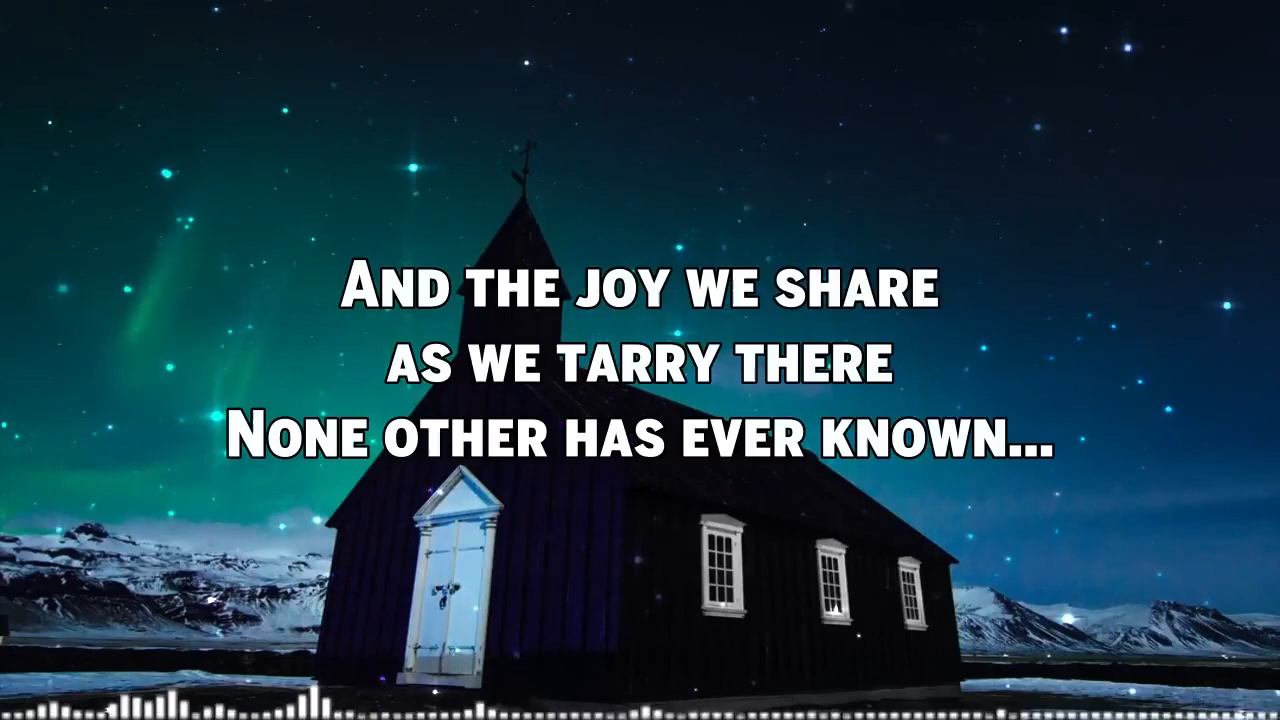 And the joy we share
as we tarry there
None other has ever known...